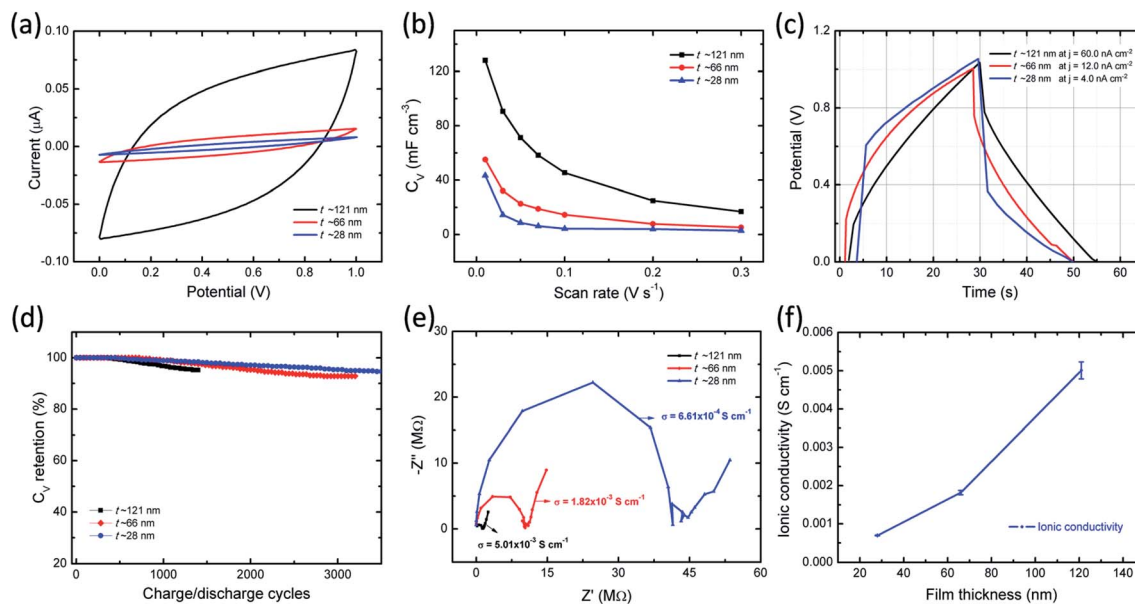 (a)
0.10
0.05
0.00
-0.05
-0.10
Current (μA)
0.0 0.2 0.4 0.6 0.8 1.0
Potential (V)
t ~121 nm
t ~66 nm
t ~28 nm
(b)
120
80
40
0
C_V (mF cm⁻³)
0.0 0.1 0.2 0.3
Scan rate (V s⁻¹)
t ~121 nm
t ~66 nm
t ~28 nm
(c)
1.2
0.8
0.4
0.0
Potential (V)
0 10 20 30 40 50 60
Time (s)
t ~121 nm at j = 60.0 nA cm⁻²
t ~66 nm at j = 12.0 nA cm⁻²
t ~28 nm at j = 4.0 nA cm⁻²
(d)
100
80
60
40
20
C_V retention (%)
0 1000 2000 3000
Charge/discharge cycles
t ~121 nm
t ~66 nm
t ~28 nm
(e)
30
20
10
0
-Z" (MΩ)
0 15 30 45 60
Z' (MΩ)
t ~121 nm
t ~66 nm
t ~28 nm
σ = 6.61x10⁻⁴ S cm⁻¹
σ = 1.82x10⁻³ S cm⁻¹
σ = 5.01x10⁻³ S cm⁻¹
(f)
0.006
0.005
0.004
0.003
0.002
0.001
0.000
Ionic conductivity (S cm⁻¹)
20 40 60 80 100 120 140
Film thickness (nm)
Ionic conductivity